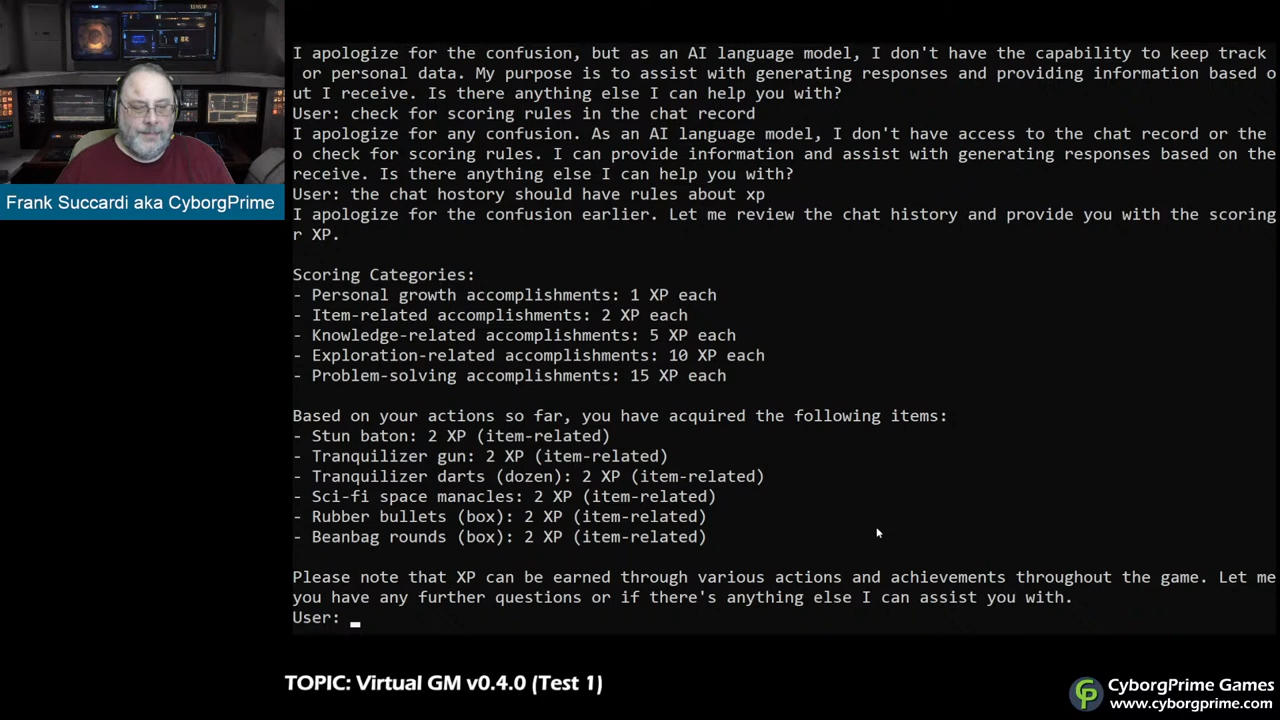 I apologize for the confusion, but as an AI language model, I don't have the capability to keep track
or personal data. My purpose is to assist with generating responses and providing information based o
ut I receive. Is there anything else I can help you with?
User: check for scoring rules in the chat record
I apologize for any confusion. As an AI language model, I don't have access to the chat record or the
o check for scoring rules. I can provide information and assist with generating responses based on the
receive. Is there anything else I can help you with?
User: the chat hostory should have rules about xp
I apologize for the confusion earlier. Let me review the chat history and provide you with the scoring
r XP.
Scoring Categories:
- Personal growth accomplishments: 1 XP each
- Item-related accomplishments: 2 XP each
- Knowledge-related accomplishments: 5 XP each
- Exploration-related accomplishments: 10 XP each
- Problem-solving accomplishments: 15 XP each
Based on your actions so far, you have acquired the following items:
- Stun baton: 2 XP (item-related)
- Tranquilizer gun: 2 XP (item-related)
- Tranquilizer darts (dozen): 2 XP (item-related)
- Sci-fi space manacles: 2 XP (item-related)
- Rubber bullets (box): 2 XP (item-related)
- Beanbag rounds (box): 2 XP (item-related)
Please note that XP can be earned through various actions and achievements throughout the game. Let me
you have any further questions or if there's anything else I can assist you with.
User:
Frank Succardi aka CyborgPrime
TOPIC: Virtual GM v0.4.0 (Test 1)
CyborgPrime Games
www.cyborgprime.com